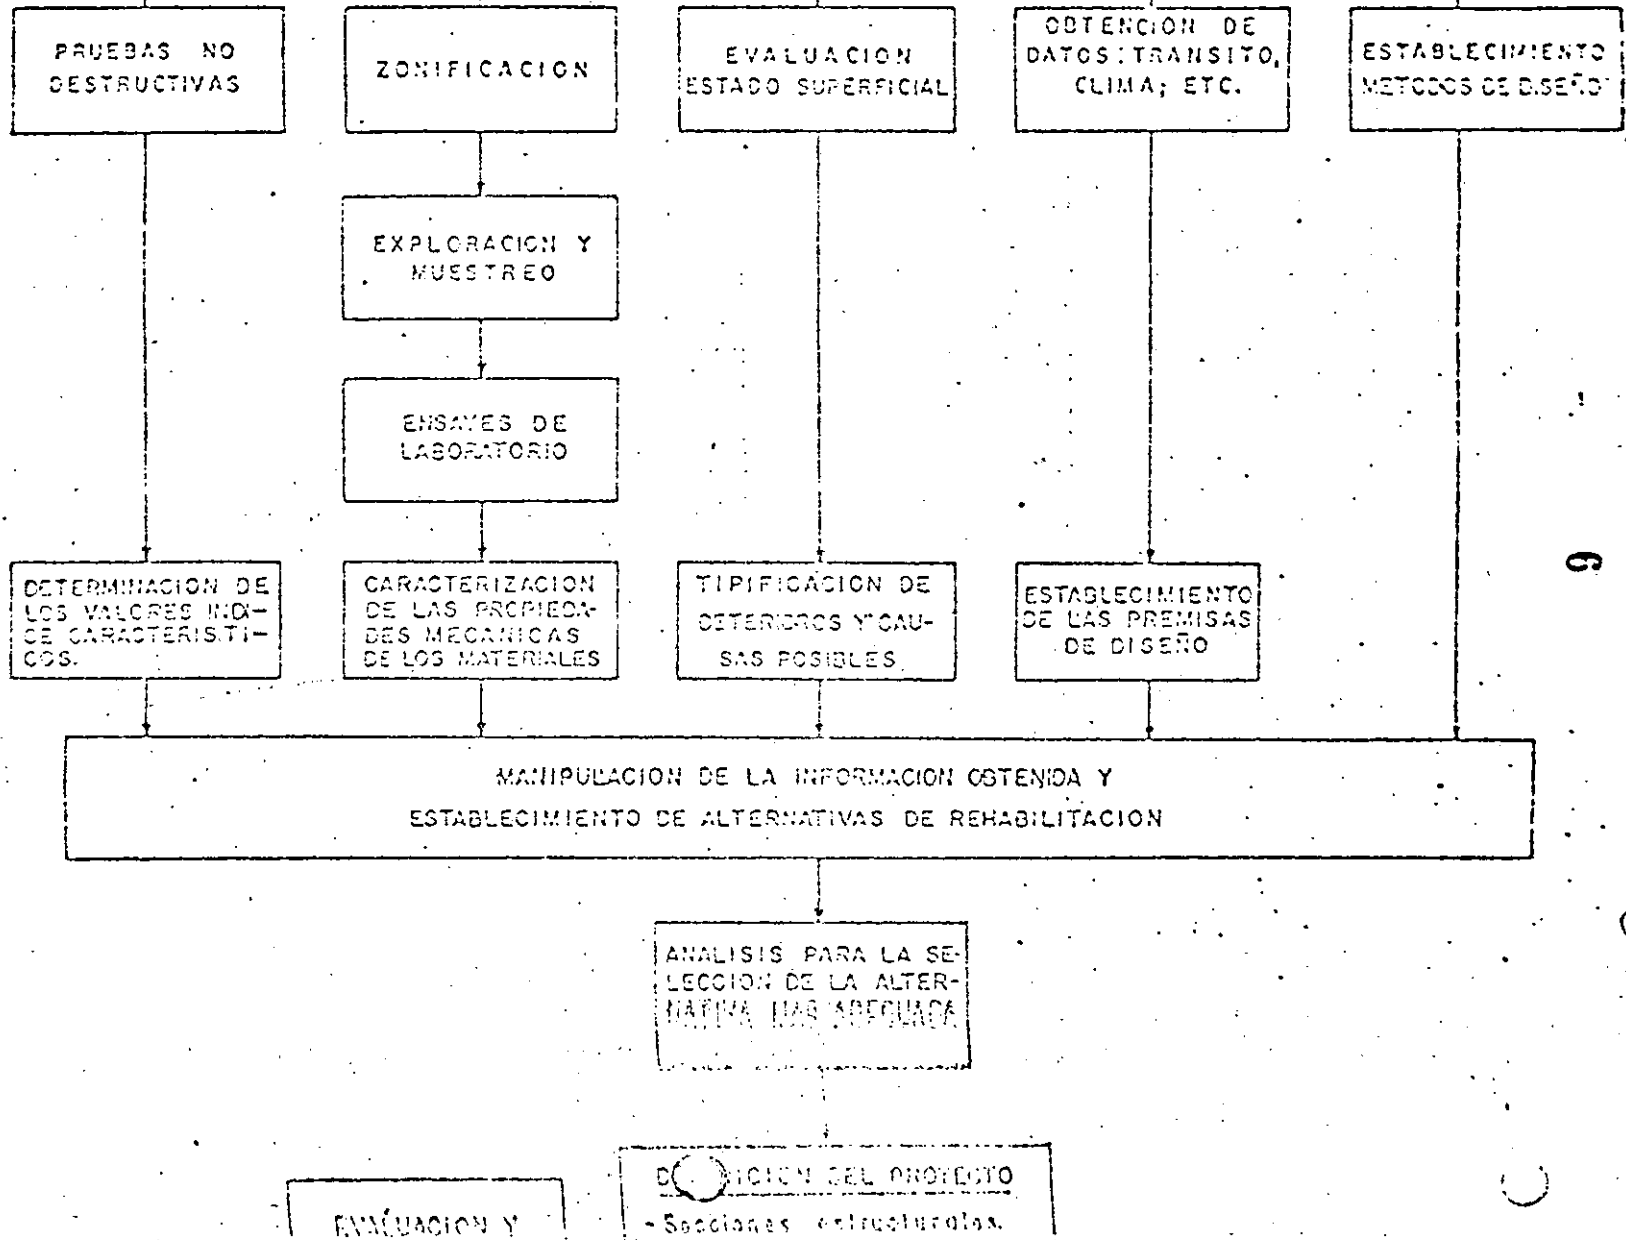 PRUEBAS NO
DESTRUCTIVAS
ZONIFICACION
EVALUACION
ESTADO SUPERFICIAL
OBTENCION DE
DATOS: TRANSITO,
CLIMA; ETC.
ESTABLECIMIENTO
METODOS DE DISEÑO
EXPLORACION Y
MUESTREO
ENSAYES DE
LABORATORIO
DETERMINACION DE
LOS VALORES INDI-
CE CARACTERISTI-
COS.
CARACTERIZACION
DE LAS PROPIEDA-
DES MECANICAS
DE LOS MATERIALES
TIPIFICACION DE
DETERIOROS Y CAU-
SAS POSIBLES
ESTABLECIMIENTO
DE LAS PREMISAS
DE DISEÑO
9
MANIPULACION DE LA INFORMACION OBTENIDA Y
ESTABLECIMIENTO DE ALTERNATIVAS DE REHABILITACION
ANALISIS PARA LA SE-
LECCION DE LA ALTER-
NATIVA MAS ADECUADA
DEL PROYECTO
- Secciones estructurales.
EVALUACION Y